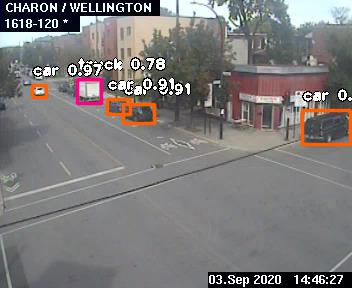 CHARON / WELLINGTON
1618-120 *
truck 0.78
car 0.97
car 0.91
car 0.91
car 0.
03.Sep 2020 14:46:27